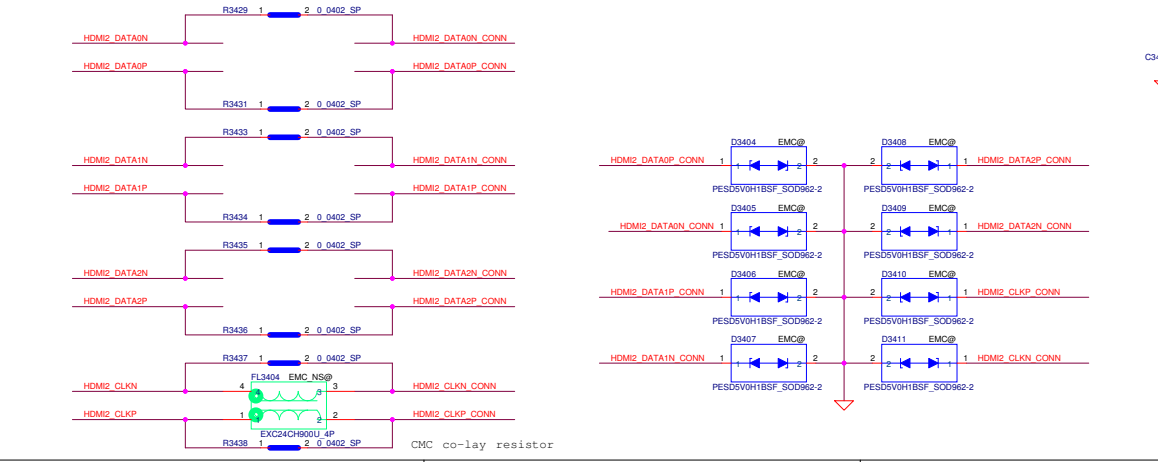 R3429 1 2 0_0402_SP
HDMI2_DATA0N HDMI2_DATA0N_CONN
HDMI2_DATA0P HDMI2_DATA0P_CONN
R3431 1 2 0_0402_SP
R3433 1 2 0_0402_SP
HDMI2_DATA1N HDMI2_DATA1N_CONN
HDMI2_DATA1P HDMI2_DATA1P_CONN
R3434 1 2 0_0402_SP
R3435 1 2 0_0402_SP
HDMI2_DATA2N HDMI2_DATA2N_CONN
HDMI2_DATA2P HDMI2_DATA2P_CONN
R3436 1 2 0_0402_SP
R3437 1 2 0_0402_SP
FL3404 EMC_NS@
HDMI2_CLKN 4 4 3 3 HDMI2_CLKN_CONN
HDMI2_CLKP 1 1 2 2 HDMI2_CLKP_CONN
EXC24CH900U_4P
R3438 1 2 0_0402_SP
CMC co-lay resistor
D3404 EMC@ D3408 EMC@
HDMI2_DATA0P_CONN 1 1 2 2 2 2 1 1 HDMI2_DATA2P_CONN
PESD5V0H1BSF_SOD962-2 PESD5V0H1BSF_SOD962-2
D3405 EMC@ D3409 EMC@
HDMI2_DATA0N_CONN 1 1 2 2 2 2 1 1 HDMI2_DATA2N_CONN
PESD5V0H1BSF_SOD962-2 PESD5V0H1BSF_SOD962-2
D3406 EMC@ D3410 EMC@
HDMI2_DATA1P_CONN 1 1 2 2 2 2 1 1 HDMI2_CLKP_CONN
PESD5V0H1BSF_SOD962-2 PESD5V0H1BSF_SOD962-2
D3407 EMC@ D3411 EMC@
HDMI2_DATA1N_CONN 1 1 2 2 2 2 1 1 HDMI2_CLKN_CONN
PESD5V0H1BSF_SOD962-2 PESD5V0H1BSF_SOD962-2